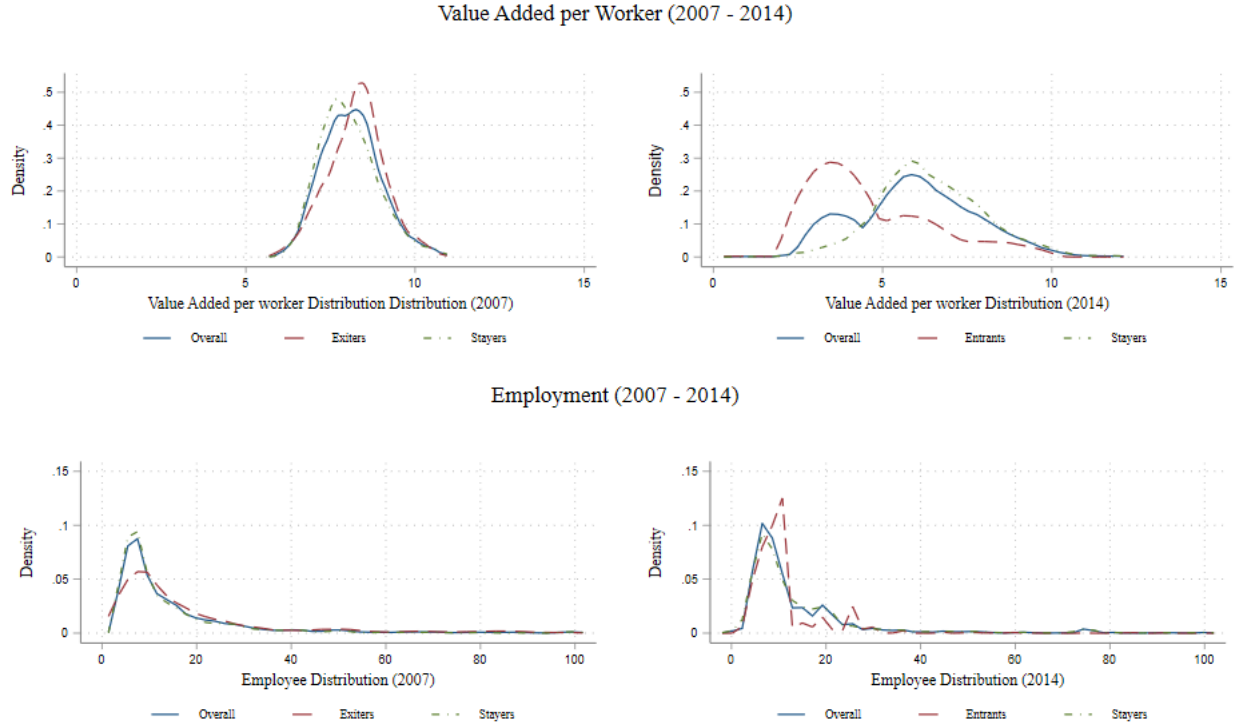 Value Added per Worker (2007 - 2014)
Density
.5
.4
.3
.2
.1
0
0
5
10
15
Value Added per worker Distribution Distribution (2007)
Overall
Exiters
Stayers
Density
.5
.4
.3
.2
.1
0
0
5
10
15
Value Added per worker Distribution (2014)
Overall
Entrants
Stayers
Employment (2007 - 2014)
Density
.15
.1
.05
0
0
20
40
60
80
100
Employee Distribution (2007)
Overall
Exiters
Stayers
Density
.15
.1
.05
0
0
20
40
60
80
100
Employee Distribution (2014)
Overall
Entrants
Stayers